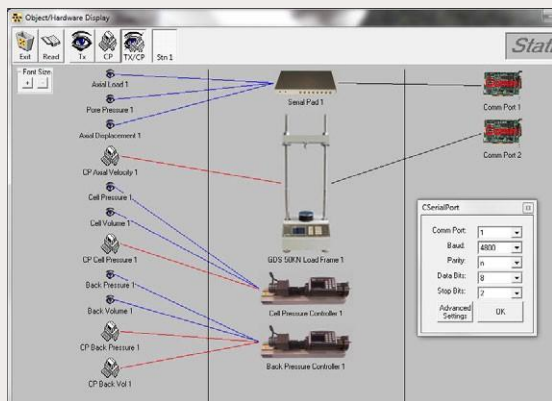 Object/Hardware Display
Exit
Read
Tx
CP
TX/CP
Stn 1
Font Size
+
-
Axial Load 1
Pore Pressure 1
Axial Displacement 1
CP Axial Velocity 1
Cell Pressure 1
Cell Volume 1
CP Cell Pressure 1
Back Pressure 1
Back Volume 1
CP Back Pressure 1
CP Back Vol 1
Serial Pad 1
GDS 50KN Load Frame 1
Cell Pressure Controller 1
Back Pressure Controller 1
Comm Port 1
Comm Port 2
CSerialPort
Comm Port: 1
Baud: 4800
Parity: n
Data Bits: 8
Stop Bits: 2
Advanced
Settings
OK